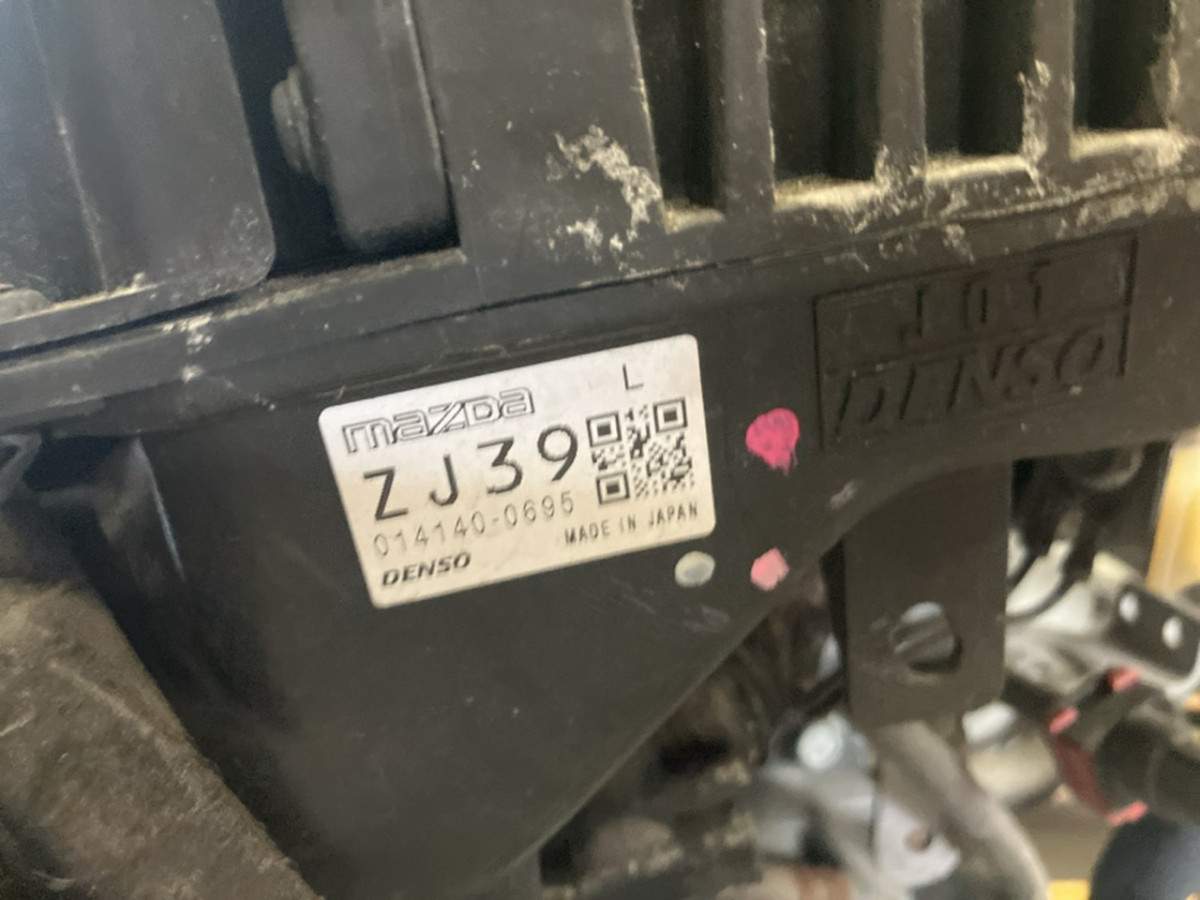 L
mazda
ZJ39
014140-0695
MADE IN JAPAN
DENSO
DENSO